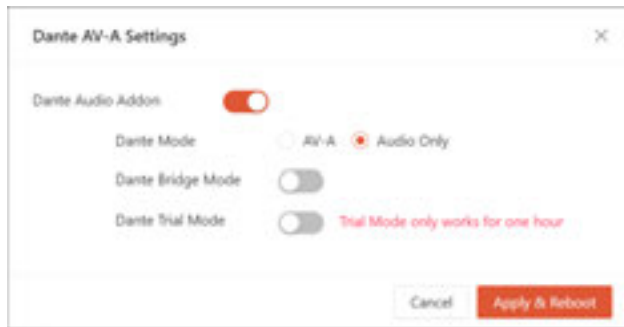 Dante AV-A Settings
Dante Audio Addon
Dante Mode AV-A Audio Only
Dante Bridge Mode
Dante Trial Mode Trial Mode only works for one hour
Cancel Apply & Reboot